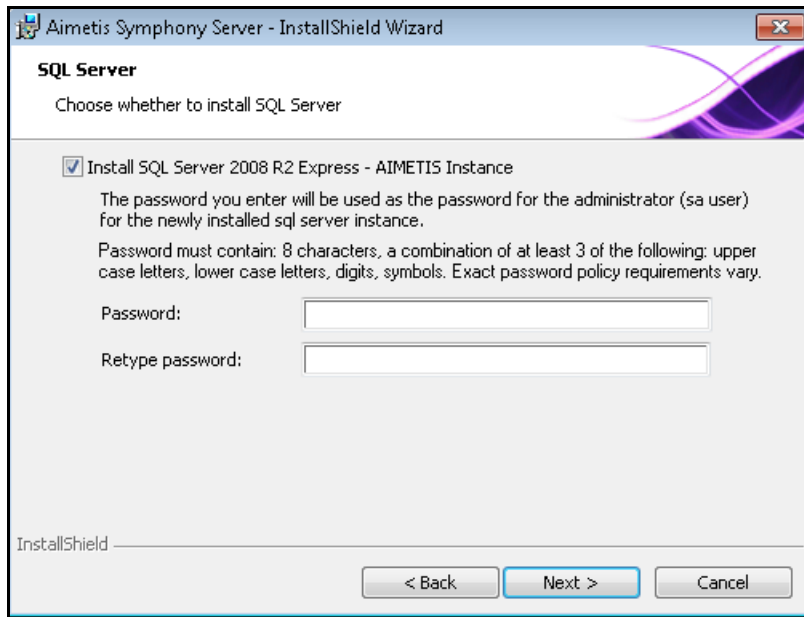 Aimetis Symphony Server - InstallShield Wizard
SQL Server
Choose whether to install SQL Server
Install SQL Server 2008 R2 Express - AIMETIS Instance
The password you enter will be used as the password for the administrator (sa user)
for the newly installed sql server instance.
Password must contain: 8 characters, a combination of at least 3 of the following: upper
case letters, lower case letters, digits, symbols. Exact password policy requirements vary.
Password:
Retype password:
InstallShield
< Back Next > Cancel